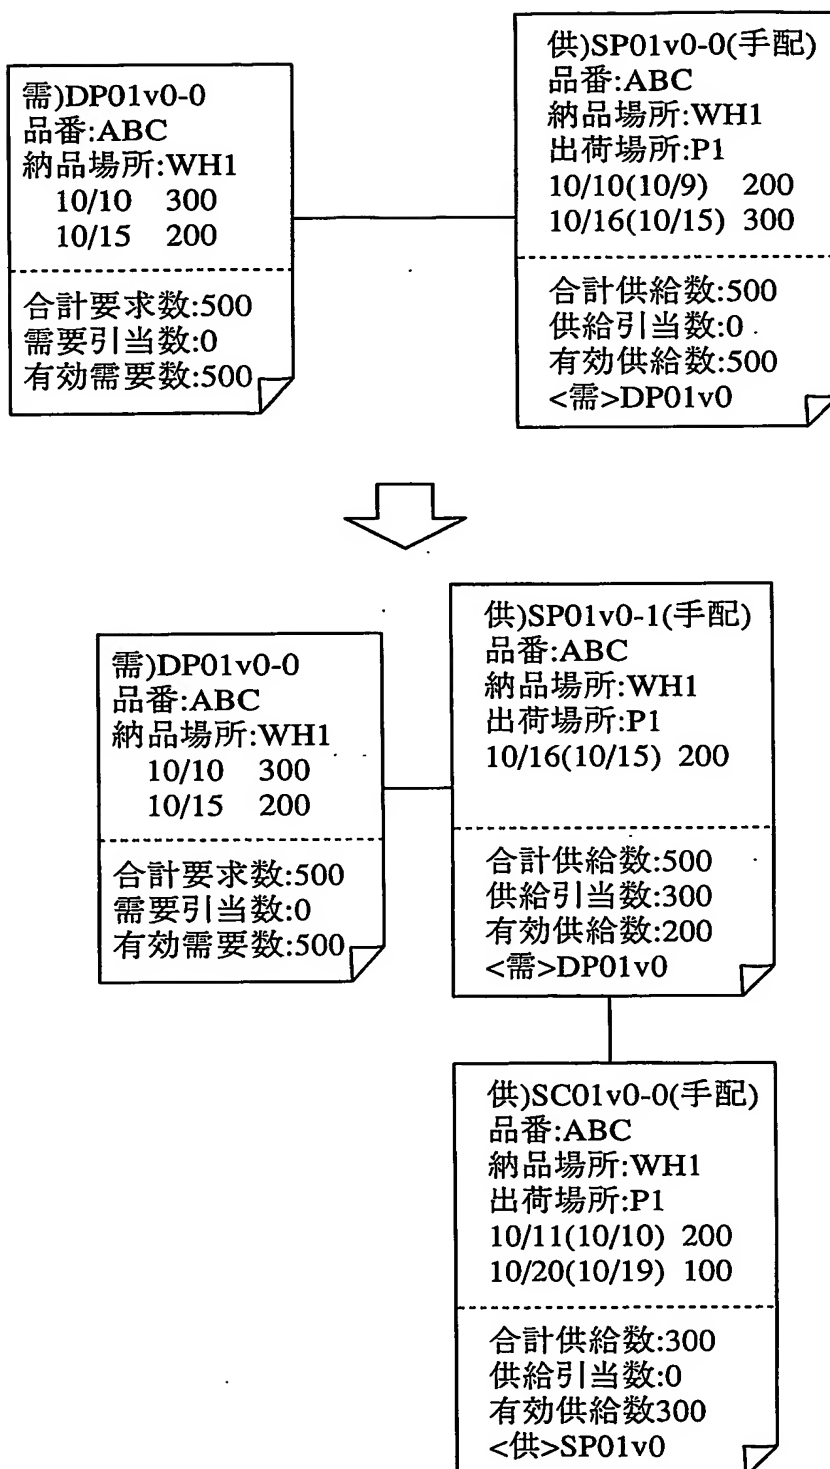 需)DP01v0-0
品番:ABC
納品場所:WH1
10/10 300
10/15 200
合計要求数:500
需要引当数:0
有効需要数:500
供)SP01v0-0(手配)
品番:ABC
納品場所:WH1
出荷場所:P1
10/10(10/9) 200
10/16(10/15) 300
合計供給数:500
供給引当数:0
有効供給数:500
<需>DP01v0
需)DP01v0-0
品番:ABC
納品場所:WH1
10/10 300
10/15 200
合計要求数:500
需要引当数:0
有効需要数:500
供)SP01v0-1(手配)
品番:ABC
納品場所:WH1
出荷場所:P1
10/16(10/15) 200
合計供給数:500
供給引当数:300
有効供給数:200
<需>DP01v0
供)SC01v0-0(手配)
品番:ABC
納品場所:WH1
出荷場所:P1
10/11(10/10) 200
10/20(10/19) 100
合計供給数:300
供給引当数:0
有効供給数300
<供>SP01v0